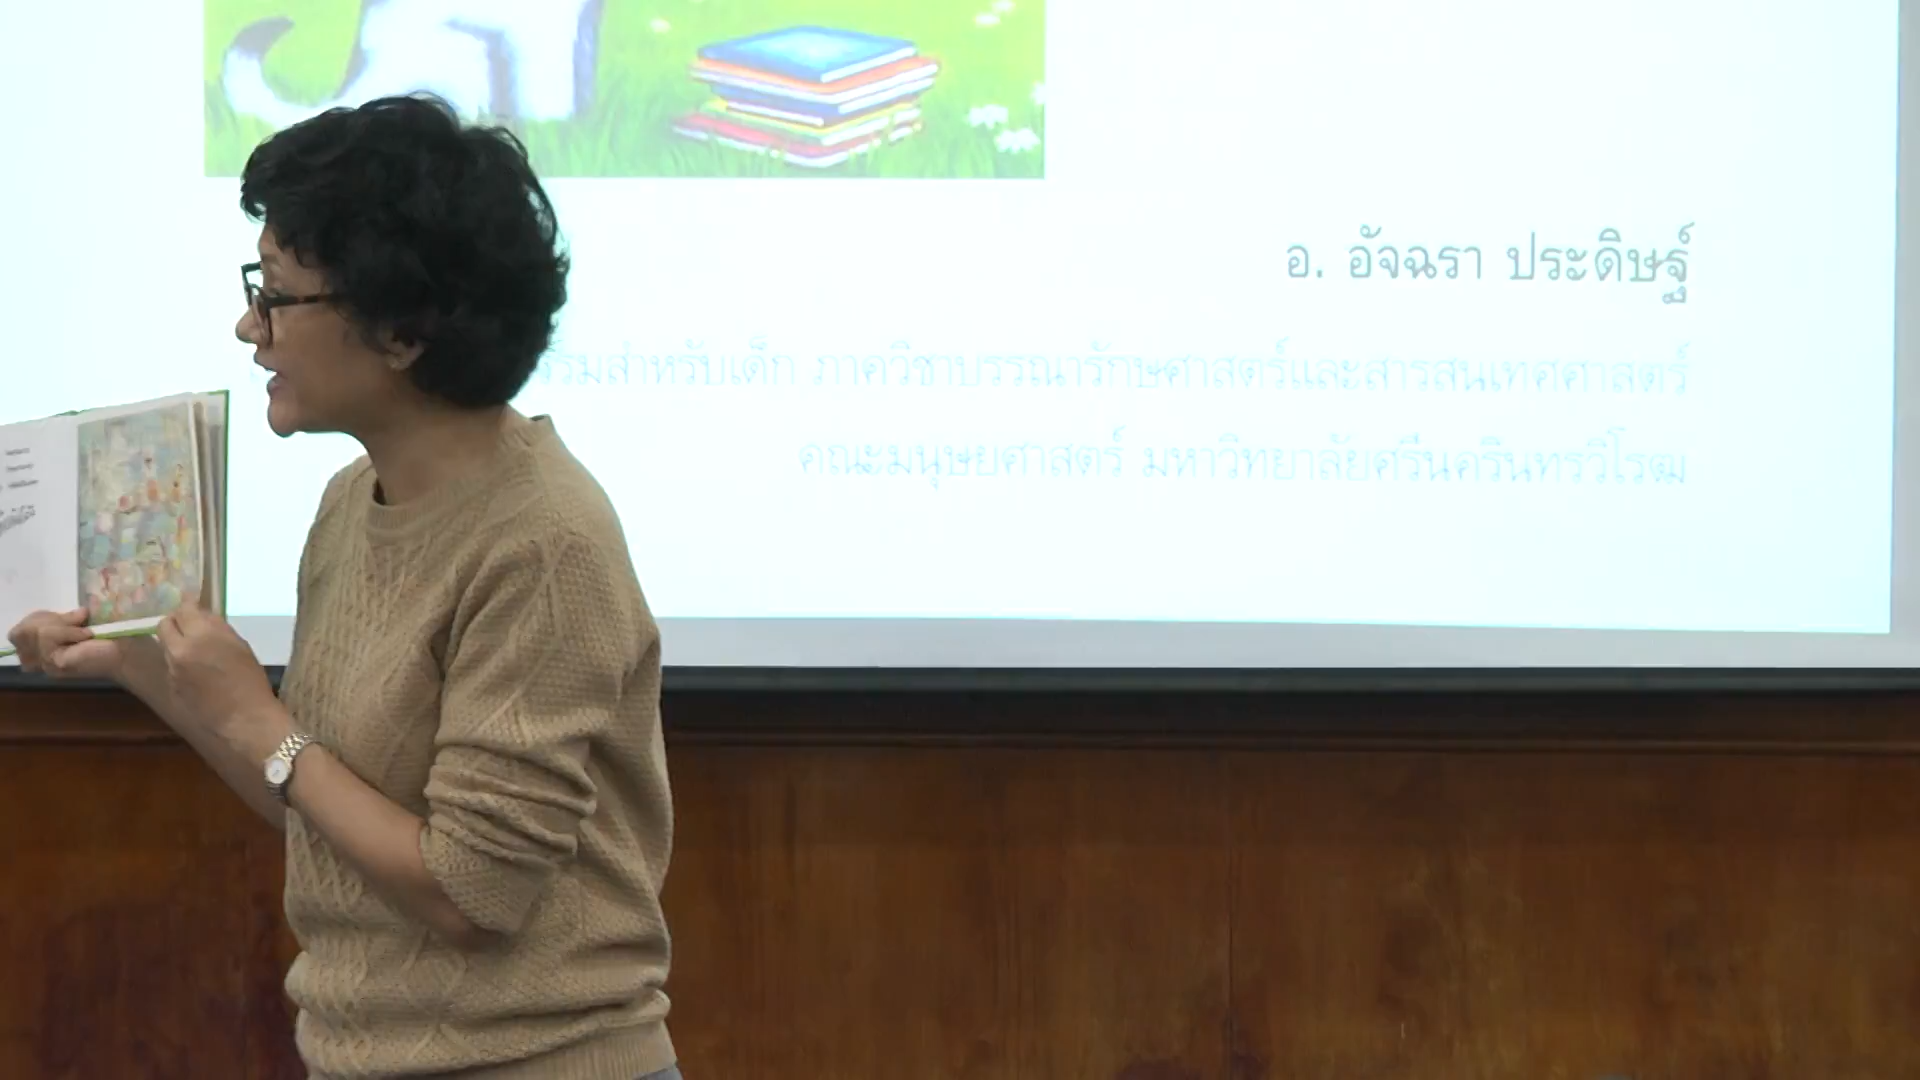 อ. อัจฉรา ประดิษฐ์
รรมสำหรับเด็ก ภาควิชาบรรณารักษศาสตร์และสารสนเทศศาสตร์
คณะมนุษยศาสตร์ มหาวิทยาลัยศรีนครินทรวิโรฒ